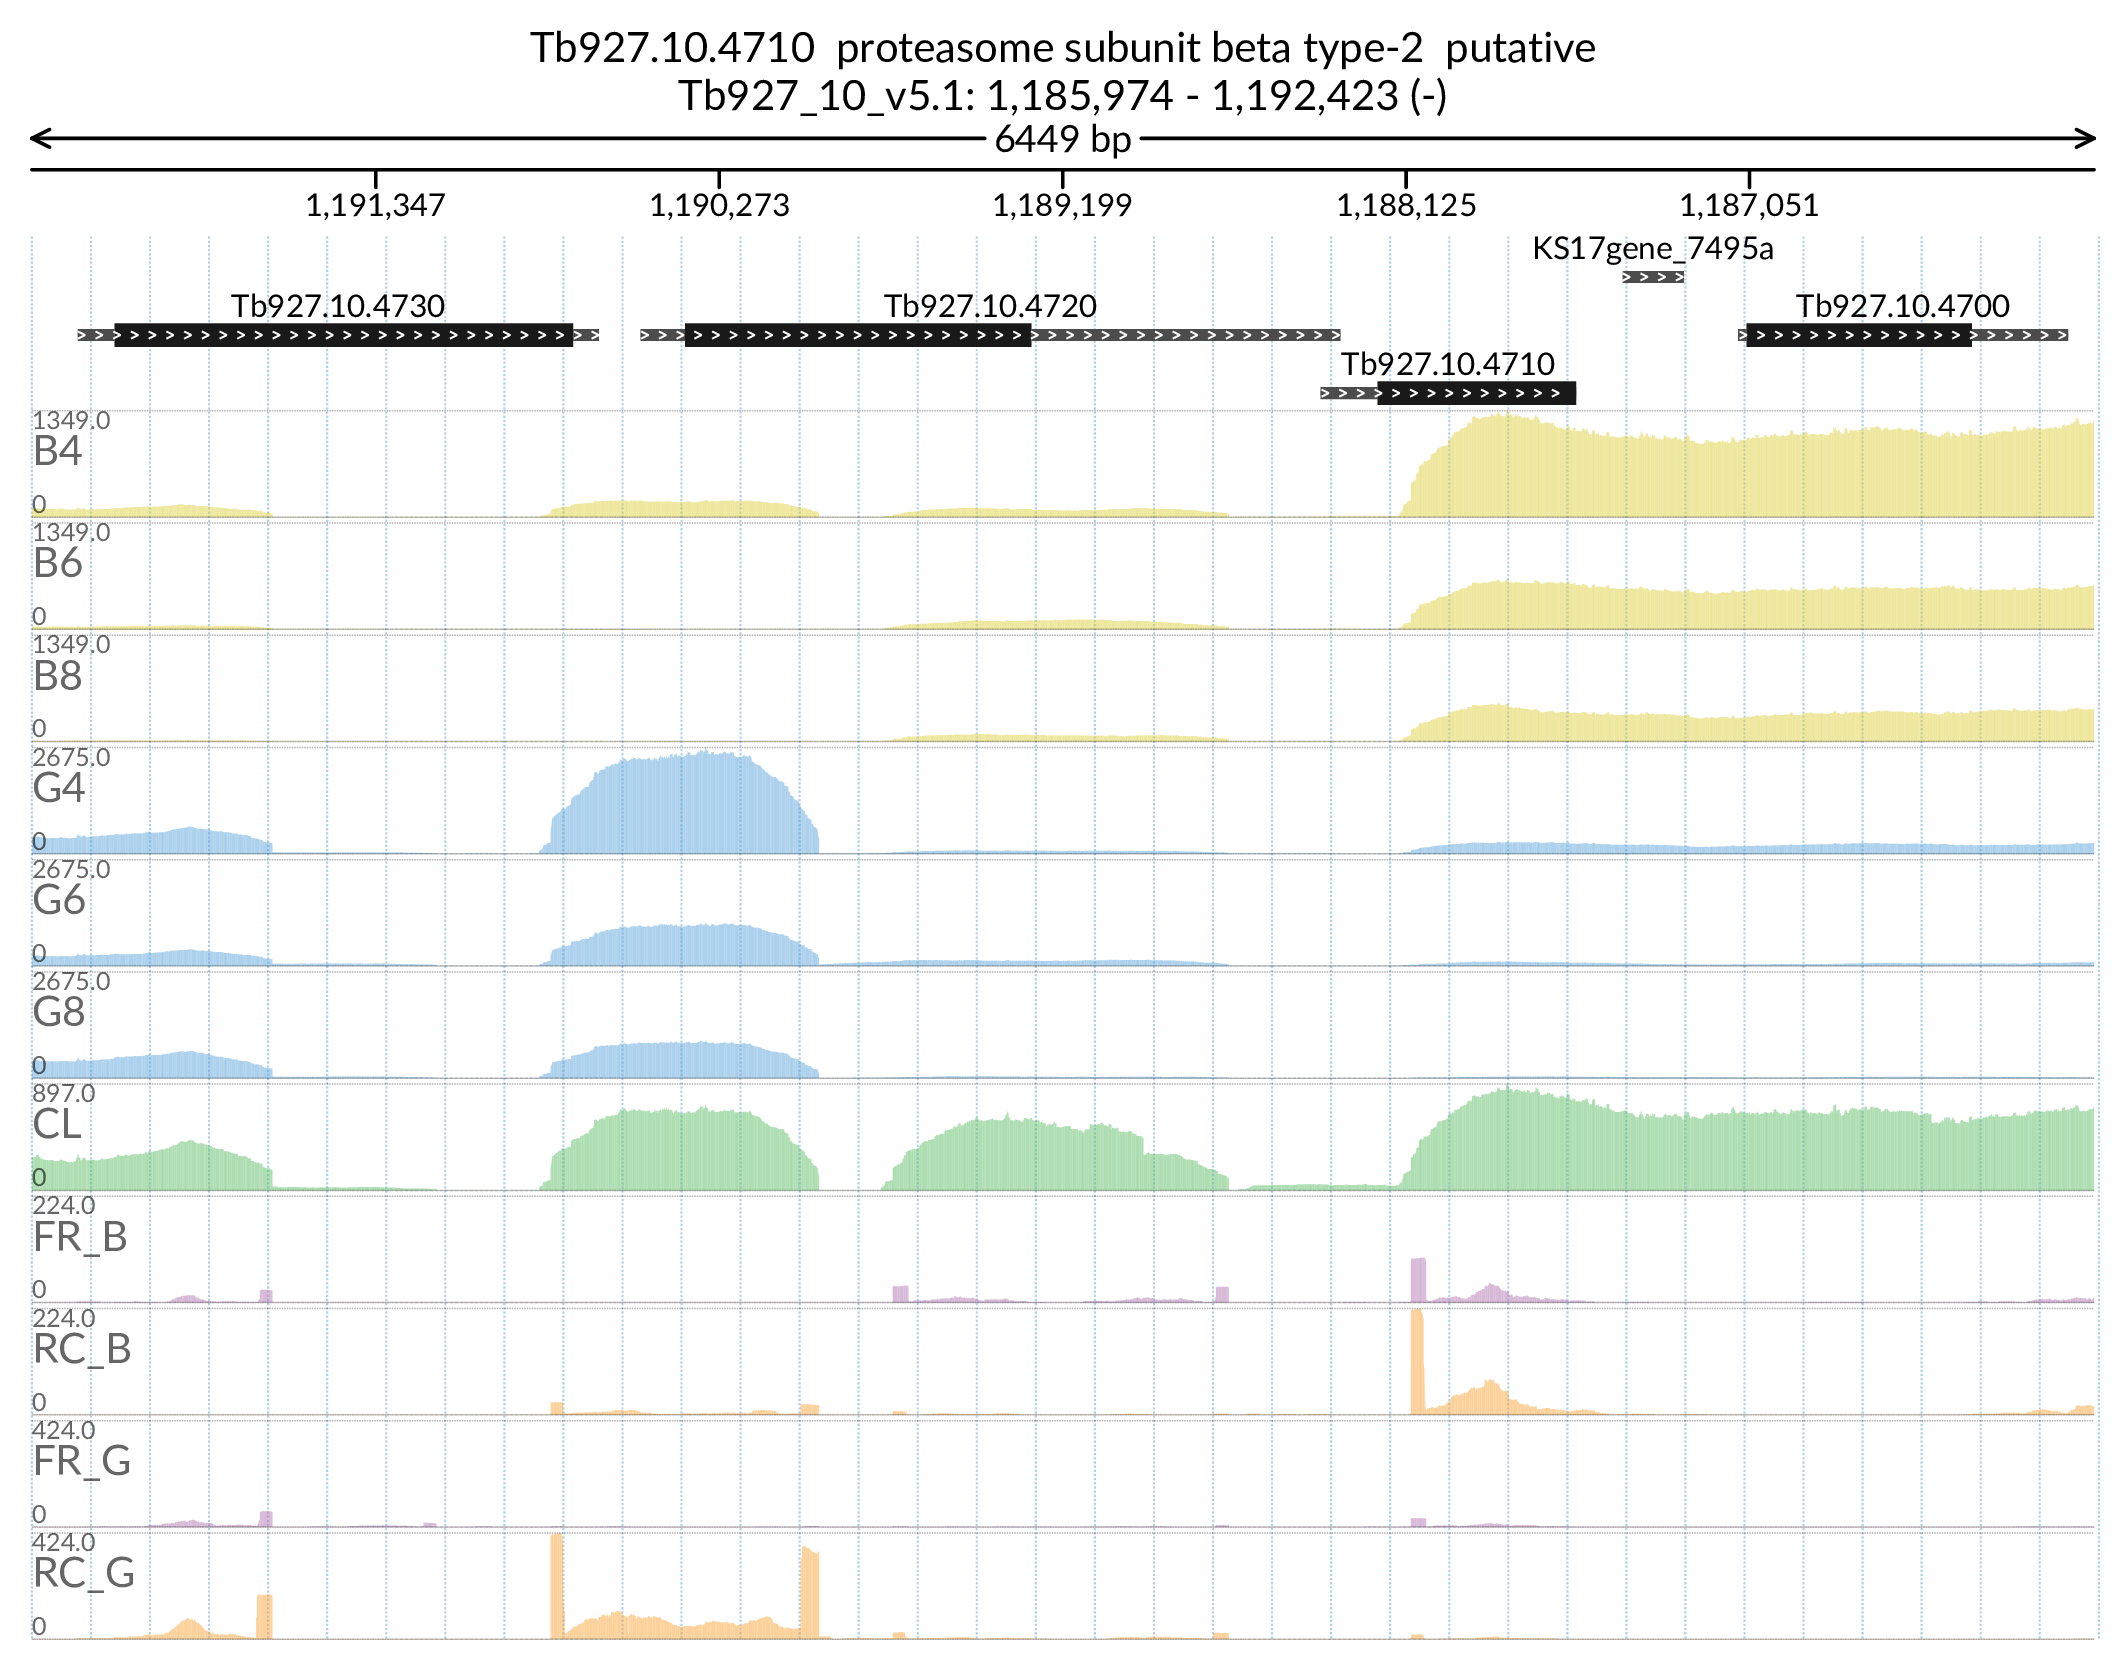 Tb927.10.4710  proteasome subunit beta type-2  putative
Tb927_10_v5.1: 1,185,974 - 1,192,423 (-)
6449 bp
1,191,347 1,190,273 1,189,199 1,188,125 1,187,051
KS17gene_7495a
Tb927.10.4730 Tb927.10.4720 Tb927.10.4700
Tb927.10.4710
1349.0
B4
0
1349.0
B6
0
1349.0
B8
0
2675.0
G4
0
2675.0
G6
0
2675.0
G8
0
897.0
CL
0
224.0
FR_B
0
224.0
RC_B
0
424.0
FR_G
0
424.0
RC_G
0